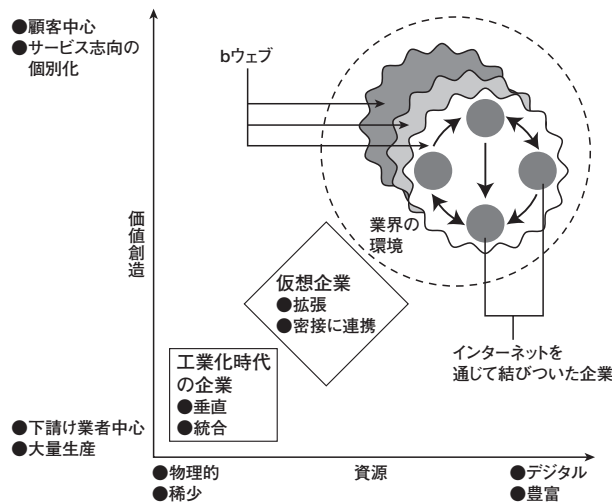 ●顧客中心
●サービス志向の
個別化
bウェブ
価値創造
業界の
環境
仮想企業
●拡張
●密接に連携
インターネットを
通じて結びついた企業
工業化時代
の企業
●垂直
●統合
●下請け業者中心
●大量生産
●物理的
●稀少
資源
●デジタル
●豊富